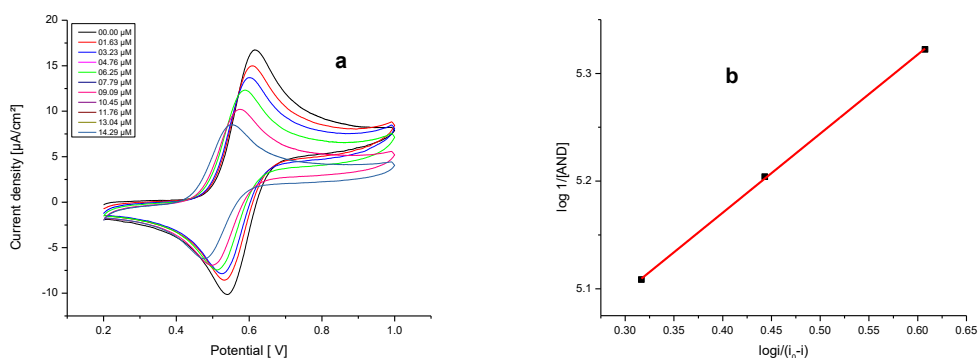 20
15
10
5
0
-5
-10
Current density [µA/cm²]
00.00 µM
01.63 µM
03.23 µM
04.76 µM
06.25 µM
07.79 µM
09.09 µM
10.45 µM
11.76 µM
13.04 µM
14.29 µM
a
0.2 0.4 0.6 0.8 1.0
Potential [ V]
5.3
5.2
5.1
log 1/[AND]
b
0.30 0.35 0.40 0.45 0.50 0.55 0.60 0.65
logi/(i₀-i)